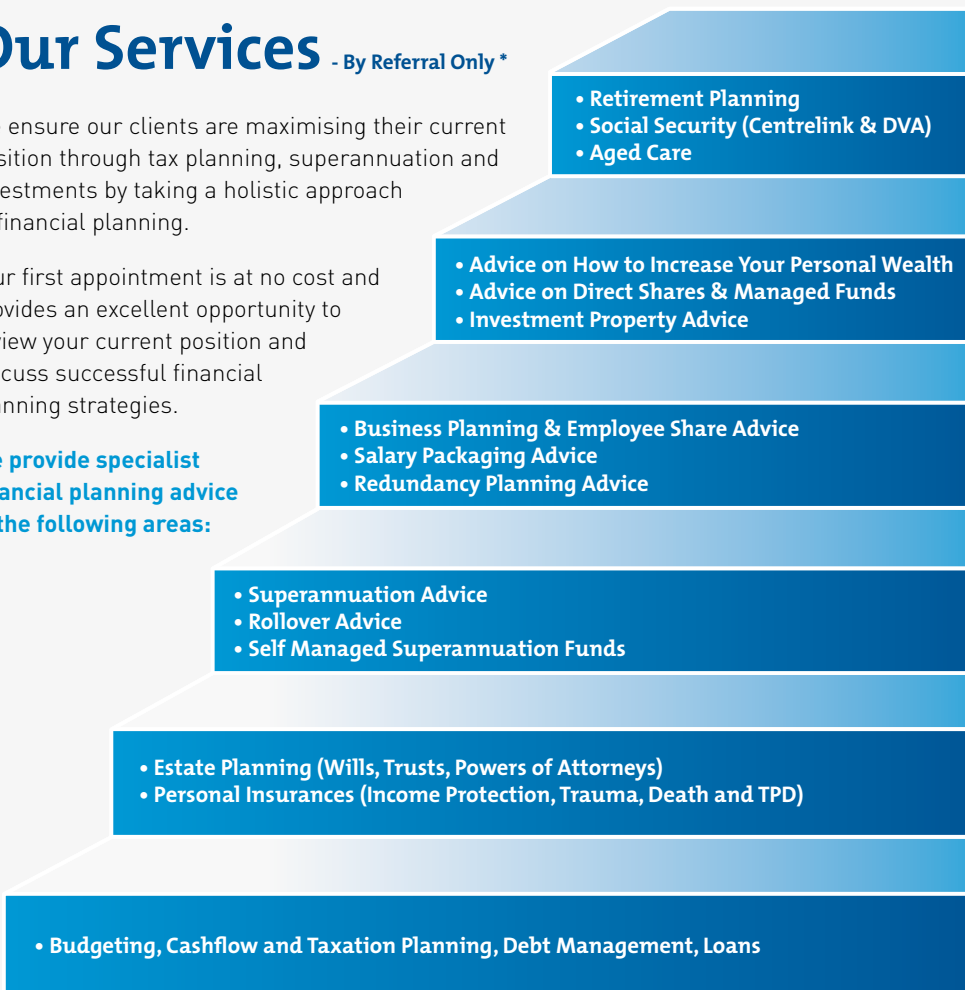 Our Services - By Referral Only *
ensure our clients are maximising their current
sition through tax planning, superannuation and
estments by taking a holistic approach
financial planning.
ur first appointment is at no cost and
ovides an excellent opportunity to
view your current position and
cuss successful financial
nning strategies.
e provide specialist
ancial planning advice
the following areas:
• Retirement Planning
• Social Security (Centrelink & DVA)
• Aged Care
• Advice on How to Increase Your Personal Wealth
• Advice on Direct Shares & Managed Funds
• Investment Property Advice
• Business Planning & Employee Share Advice
• Salary Packaging Advice
• Redundancy Planning Advice
• Superannuation Advice
• Rollover Advice
• Self Managed Superannuation Funds
• Estate Planning (Wills, Trusts, Powers of Attorneys)
• Personal Insurances (Income Protection, Trauma, Death and TPD)
• Budgeting, Cashflow and Taxation Planning, Debt Management, Loans